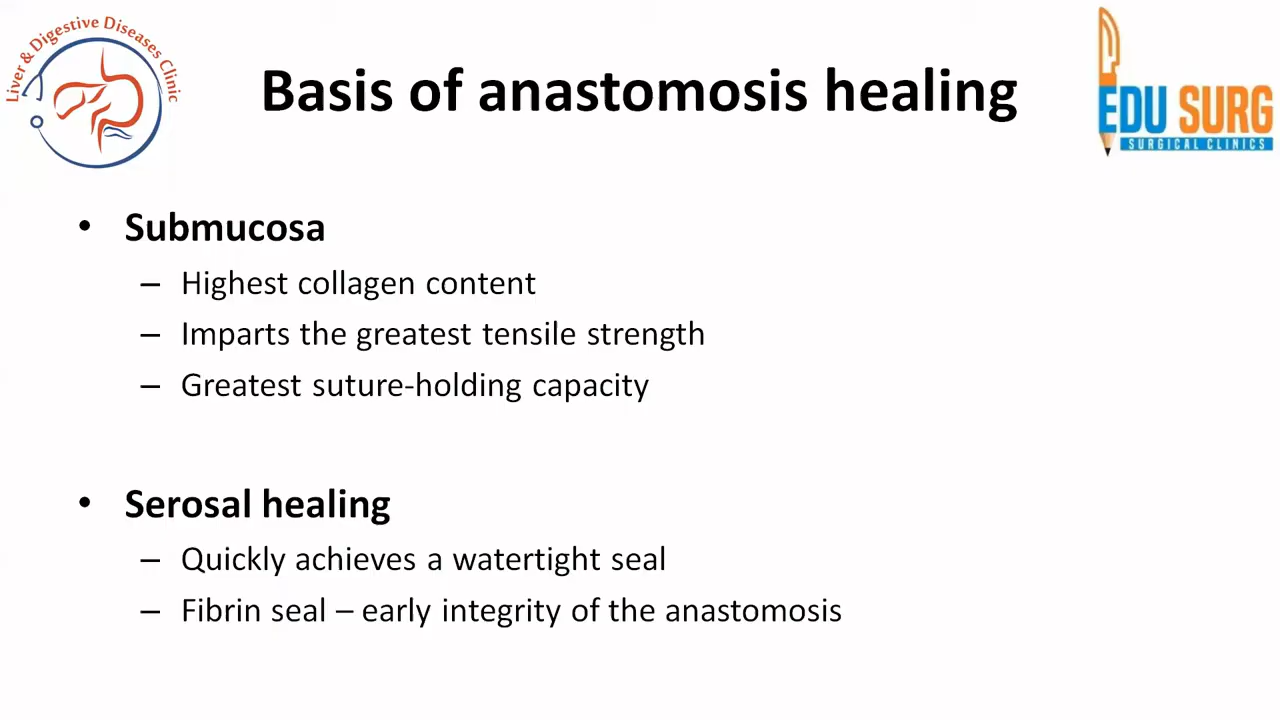 Liver & Digestive Diseases Clinic
Basis of anastomosis healing
EDU SURG
SURGICAL CLINICS
• Submucosa
– Highest collagen content
– Imparts the greatest tensile strength
– Greatest suture-holding capacity
• Serosal healing
– Quickly achieves a watertight seal
– Fibrin seal – early integrity of the anastomosis